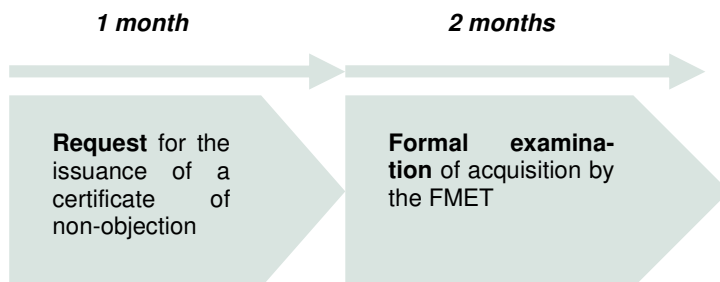 1 month
2 months
Request for the
issuance of a
certificate of
non-objection
Formal examina-
tion of acquisition by
the FMET